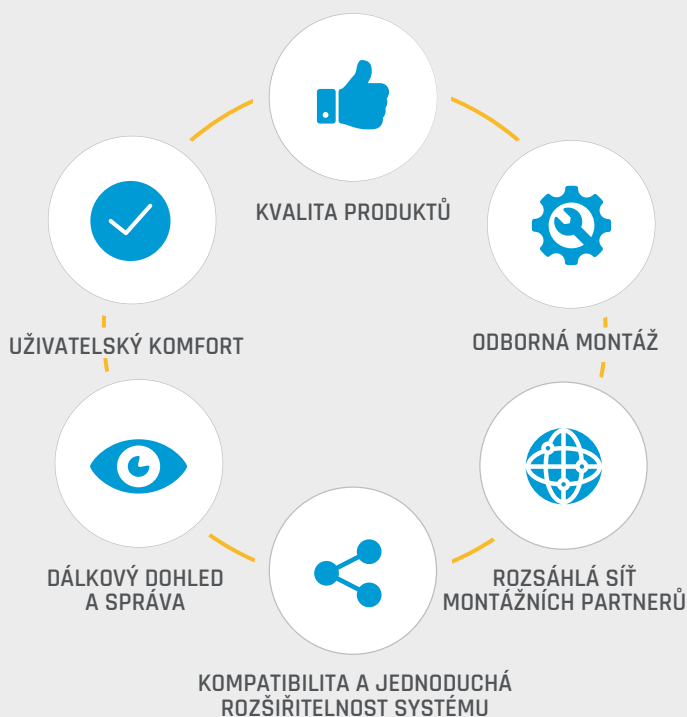 KVALITA PRODUKTŮ
ODBORNÁ MONTÁŽ
UŽIVATELSKÝ KOMFORT
ROZSÁHLÁ SÍŤ
MONTÁŽNÍCH PARTNERŮ
DÁLKOVÝ DOHLED
A SPRÁVA
KOMPATIBILITA A JEDNODUCHÁ
ROZŠIŘITELNOST SYSTÉMU